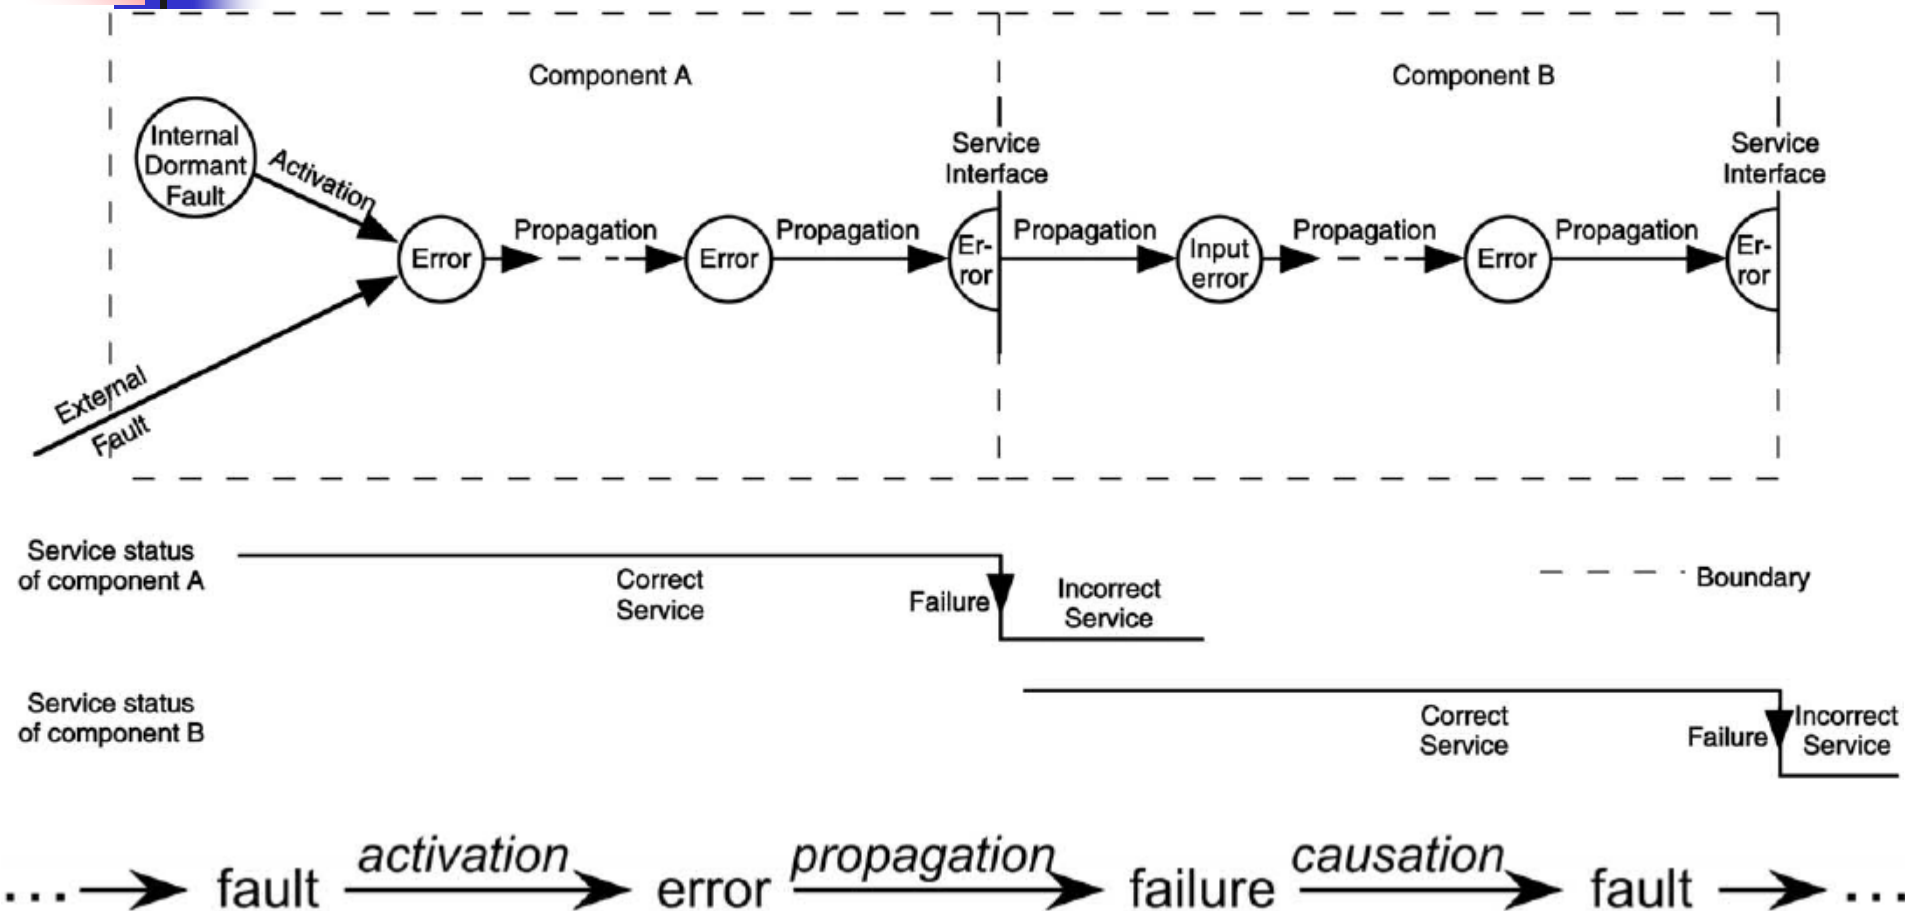 Component A
Component B
Internal
Dormant
Fault
Activation
Service
Interface
Service
Interface
Error
Propagation
Error
Propagation
Er-
ror
Propagation
Input
error
Propagation
Error
Propagation
Er-
ror
External
Fault
Service status
of component A
Correct
Service
Failure
Incorrect
Service
Boundary
Service status
of component B
Correct
Service
Failure
Incorrect
Service
... fault activation error propagation failure causation fault ...